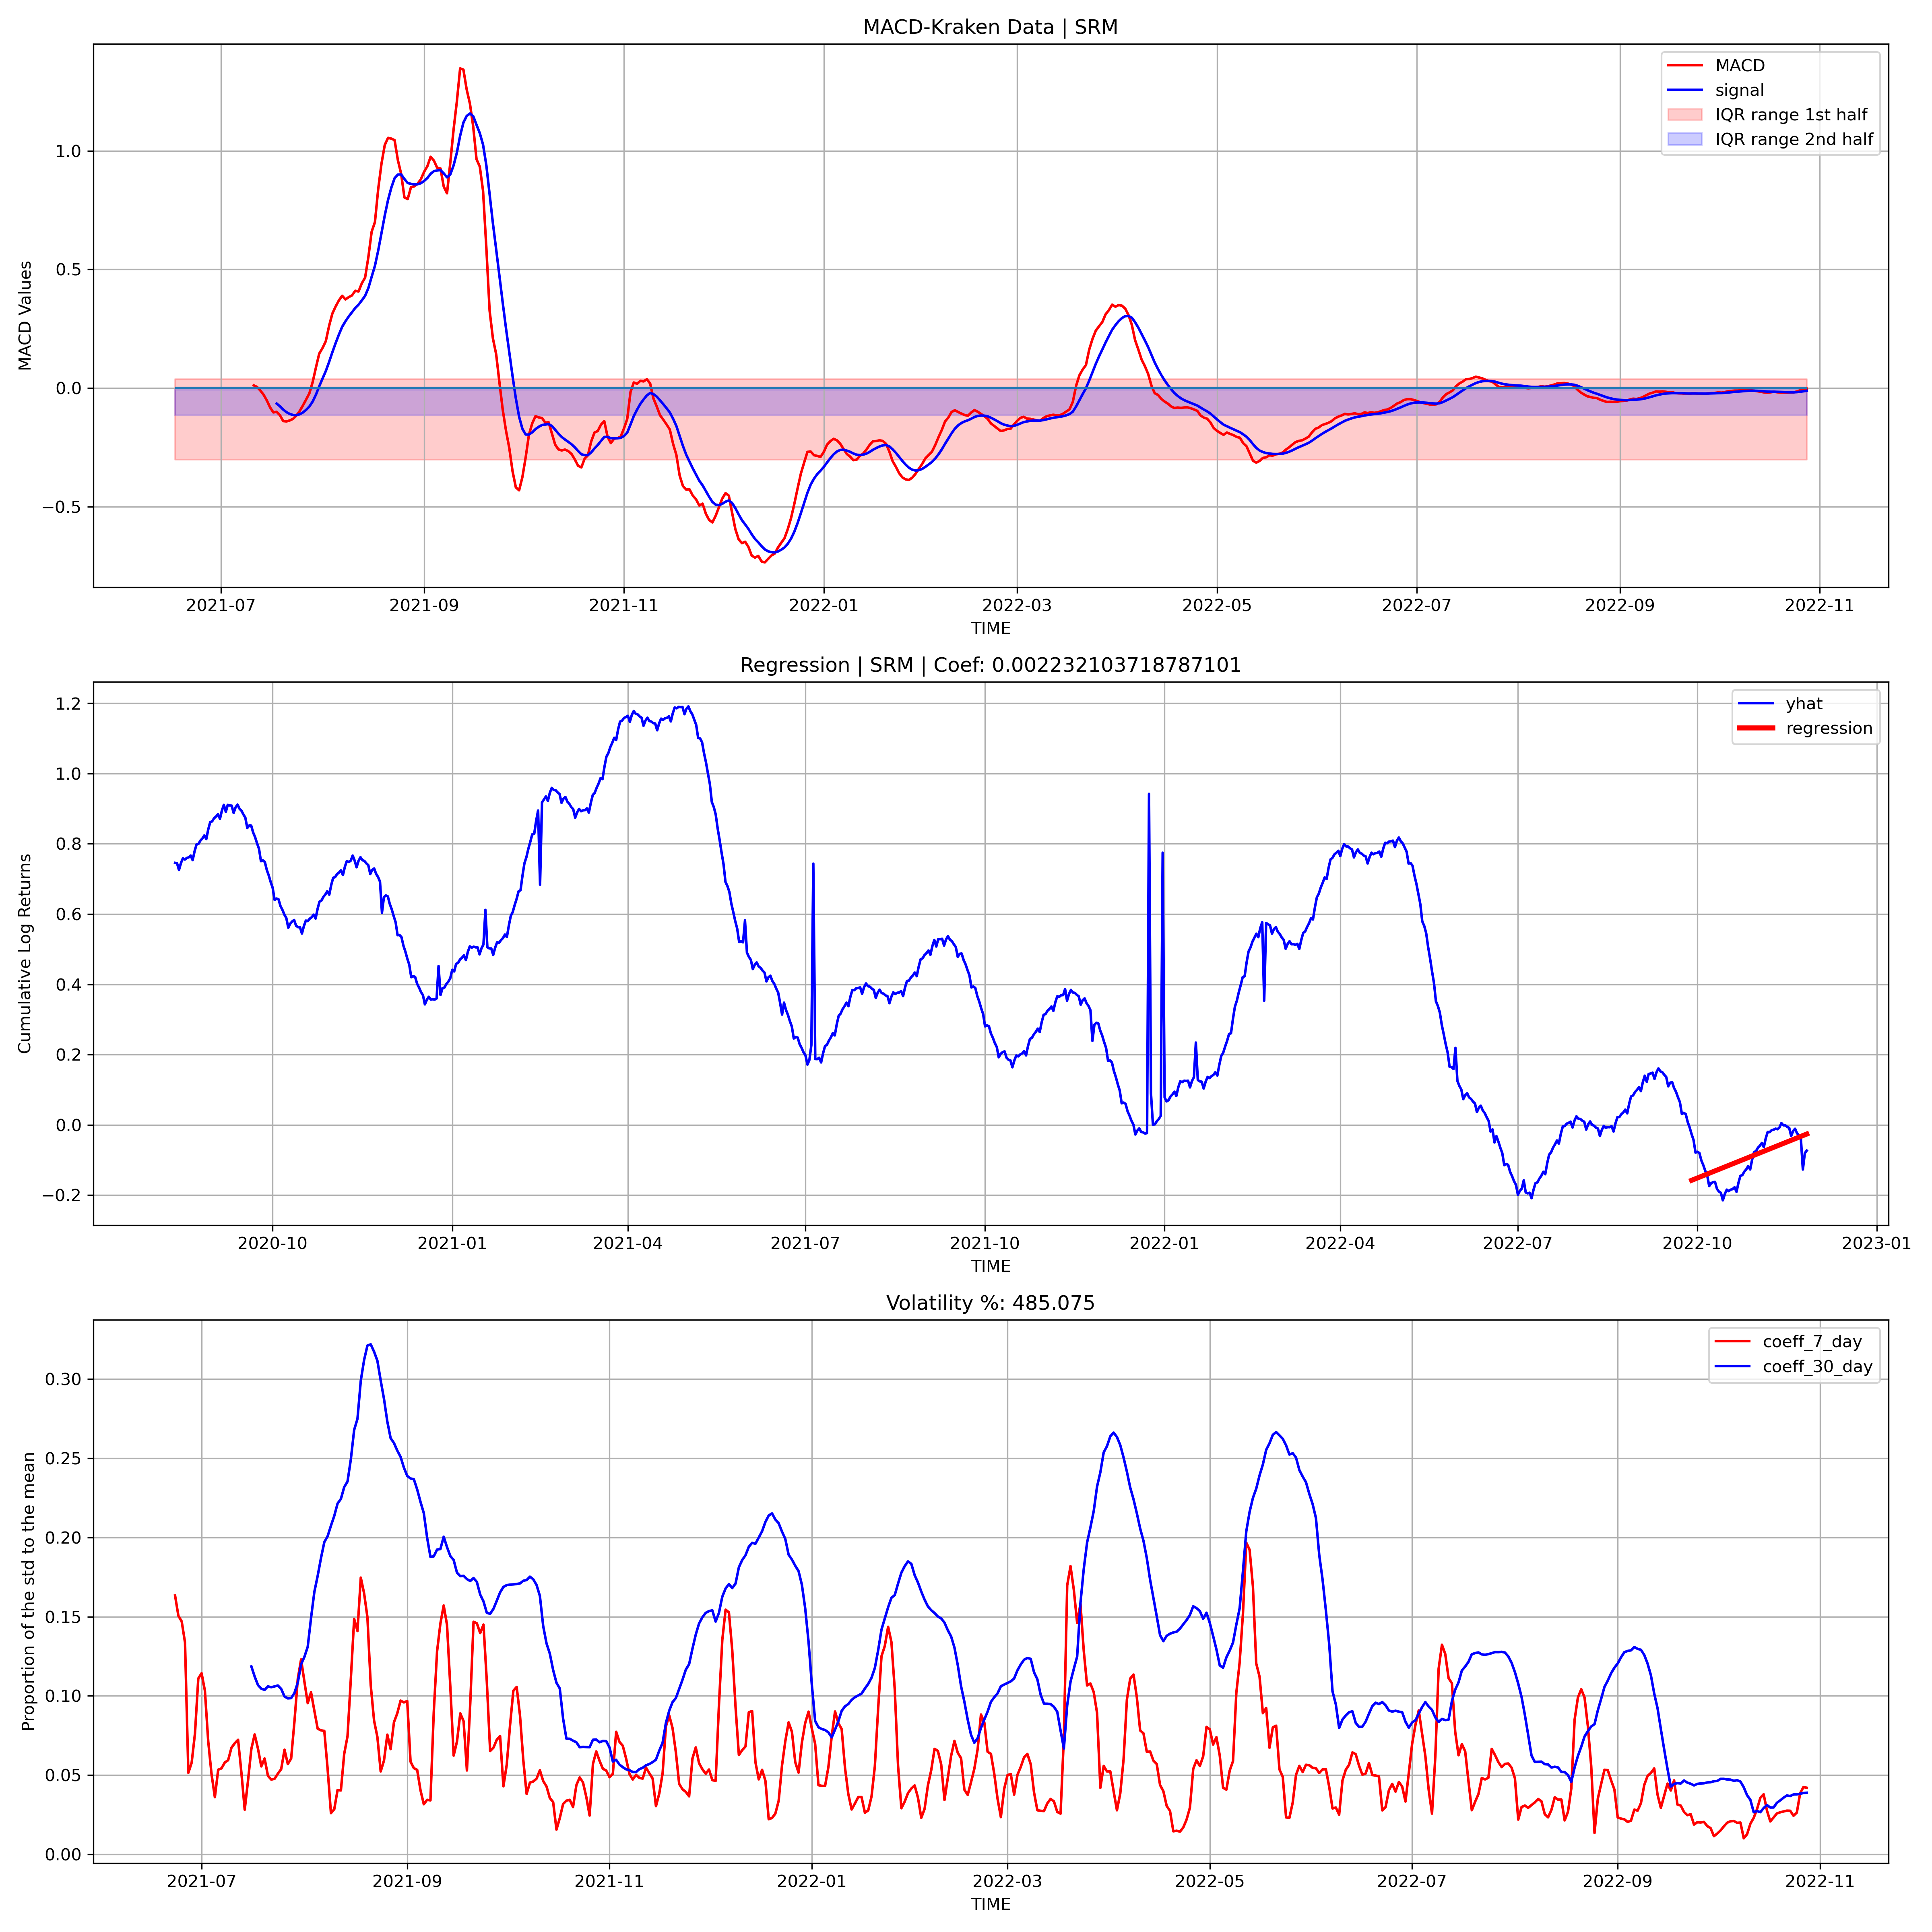 MACD-Kraken Data | SRM
MACD
signal
IQR range 1st half
IQR range 2nd half
MACD Values
1.0
0.5
0.0
−0.5
2021-07 2021-09 2021-11 2022-01 2022-03 2022-05 2022-07 2022-09 2022-11
TIME
Regression | SRM | Coef: 0.002232103718787101
yhat
regression
Cumulative Log Returns
1.2
1.0
0.8
0.6
0.4
0.2
0.0
−0.2
2020-10 2021-01 2021-04 2021-07 2021-10 2022-01 2022-04 2022-07 2022-10 2023-01
TIME
Volatility %: 485.075
coeff_7_day
coeff_30_day
Proportion of the std to the mean
0.30
0.25
0.20
0.15
0.10
0.05
0.00
2021-07 2021-09 2021-11 2022-01 2022-03 2022-05 2022-07 2022-09 2022-11
TIME